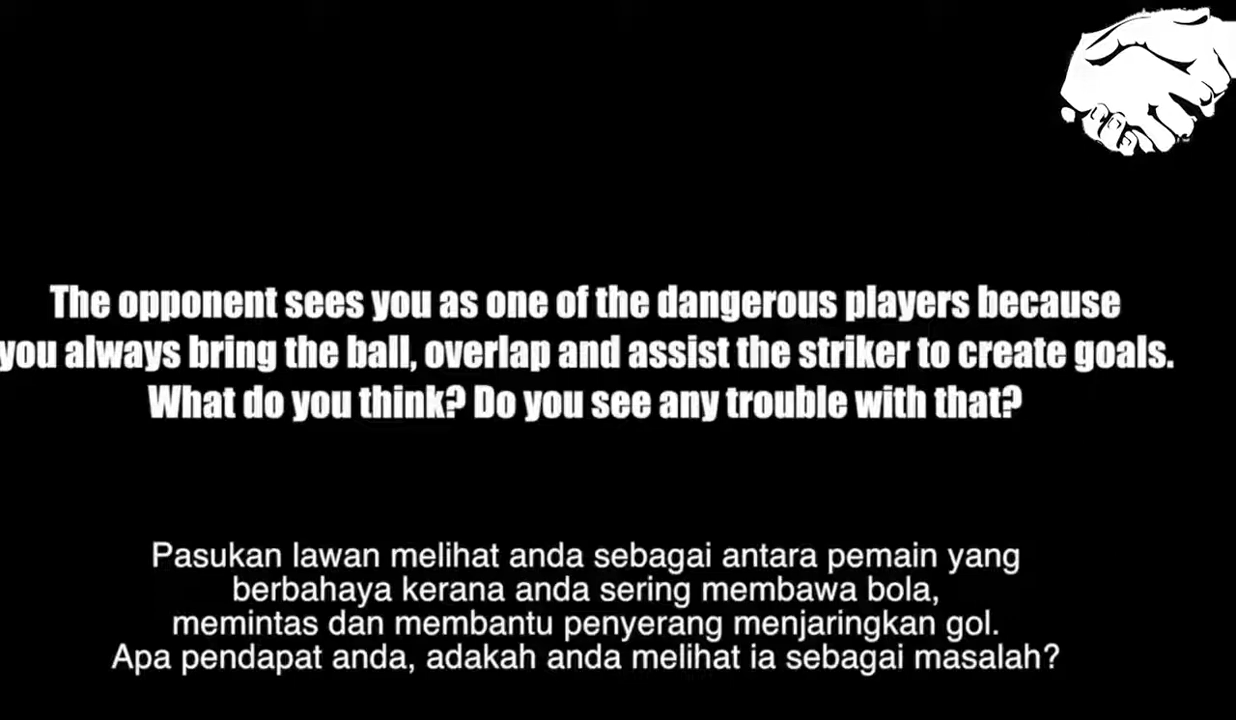 The opponent sees you as one of the dangerous players because
you always bring the ball, overlap and assist the striker to create goals.
What do you think? Do you see any trouble with that?
Pasukan lawan melihat anda sebagai antara pemain yang
berbahaya kerana anda sering membawa bola,
memintas dan membantu penyerang menjaringkan gol.
Apa pendapat anda, adakah anda melihat ia sebagai masalah?